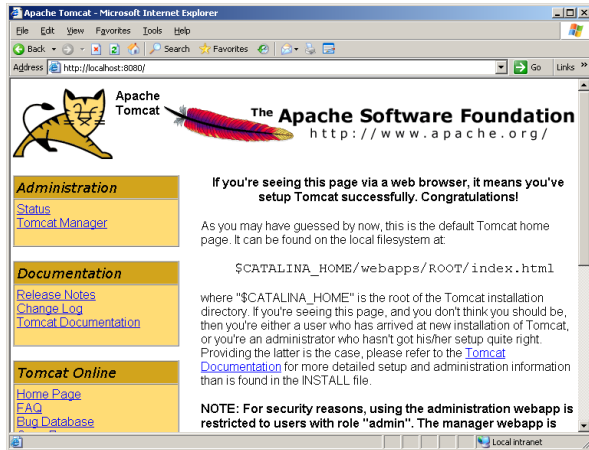 Apache Tomcat - Microsoft Internet Explorer
File Edit View Favorites Tools Help
Back Search Favorites
Address http://localhost:8080/ Go Links »
Apache
Tomcat
The Apache Software Foundation
http://www.apache.org/
Administration
Status
Tomcat Manager
Documentation
Release Notes
Change Log
Tomcat Documentation
Tomcat Online
Home Page
FAQ
Bug Database
If you're seeing this page via a web browser, it means you've
setup Tomcat successfully. Congratulations!
As you may have guessed by now, this is the default Tomcat home
page. It can be found on the local filesystem at:
$CATALINA_HOME/webapps/ROOT/index.html
where "$CATALINA_HOME" is the root of the Tomcat installation
directory. If you're seeing this page, and you don't think you should be,
then you're either a user who has arrived at new installation of Tomcat,
or you're an administrator who hasn't got his/her setup quite right.
Providing the latter is the case, please refer to the Tomcat
Documentation for more detailed setup and administration information
than is found in the INSTALL file.
NOTE: For security reasons, using the administration webapp is
restricted to users with role "admin". The manager webapp is
Local intranet